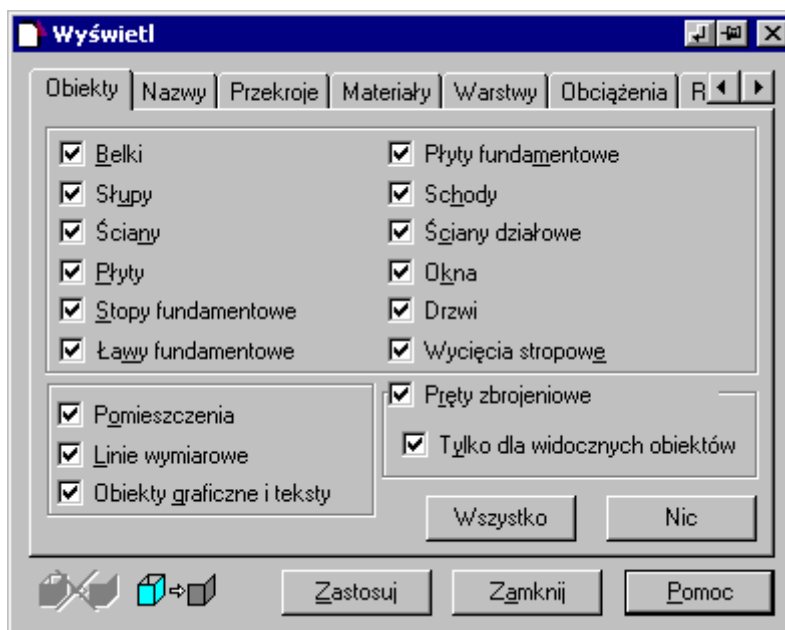 Wyświetl
Obiekty Nazwy Przekroje Materiały Warstwy Obciążenia R
Belki
Słupy
Ściany
Płyty
Stopy fundamentowe
Ławy fundamentowe
Płyty fundamentowe
Schody
Ściany działowe
Okna
Drzwi
Wycięcia stropowe
Pomieszczenia
Linie wymiarowe
Obiekty graficzne i teksty
Pręty zbrojeniowe
Tylko dla widocznych obiektów
Wszystko Nic
Zastosuj Zamknij Pomoc